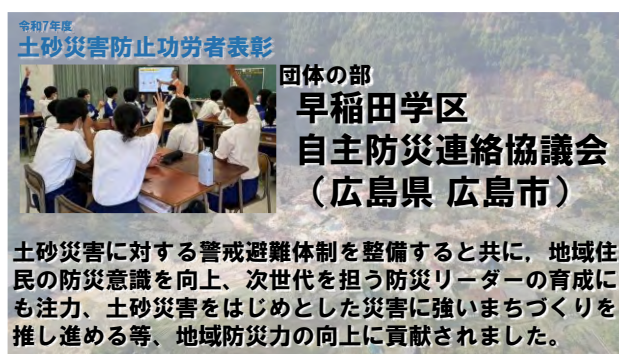 令和7年度
土砂災害防止功労者表彰
団体の部
早稲田学区
自主防災連絡協議会
（広島県 広島市）
土砂災害に対する警戒避難体制を整備すると共に，地域住
民の防災意識を向上、次世代を担う防災リーダーの育成に
も注力、土砂災害をはじめとした災害に強いまちづくりを
推し進める等、地域防災力の向上に貢献されました。